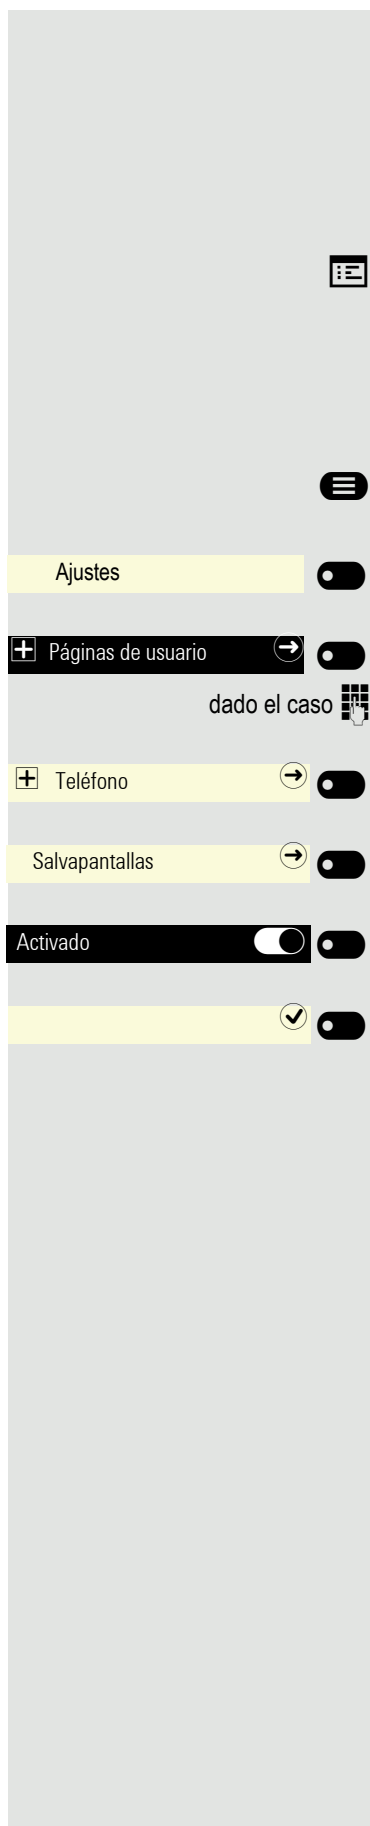 Ajustes
Páginas de usuario
dado el caso
Teléfono
Salvapantallas
Activado